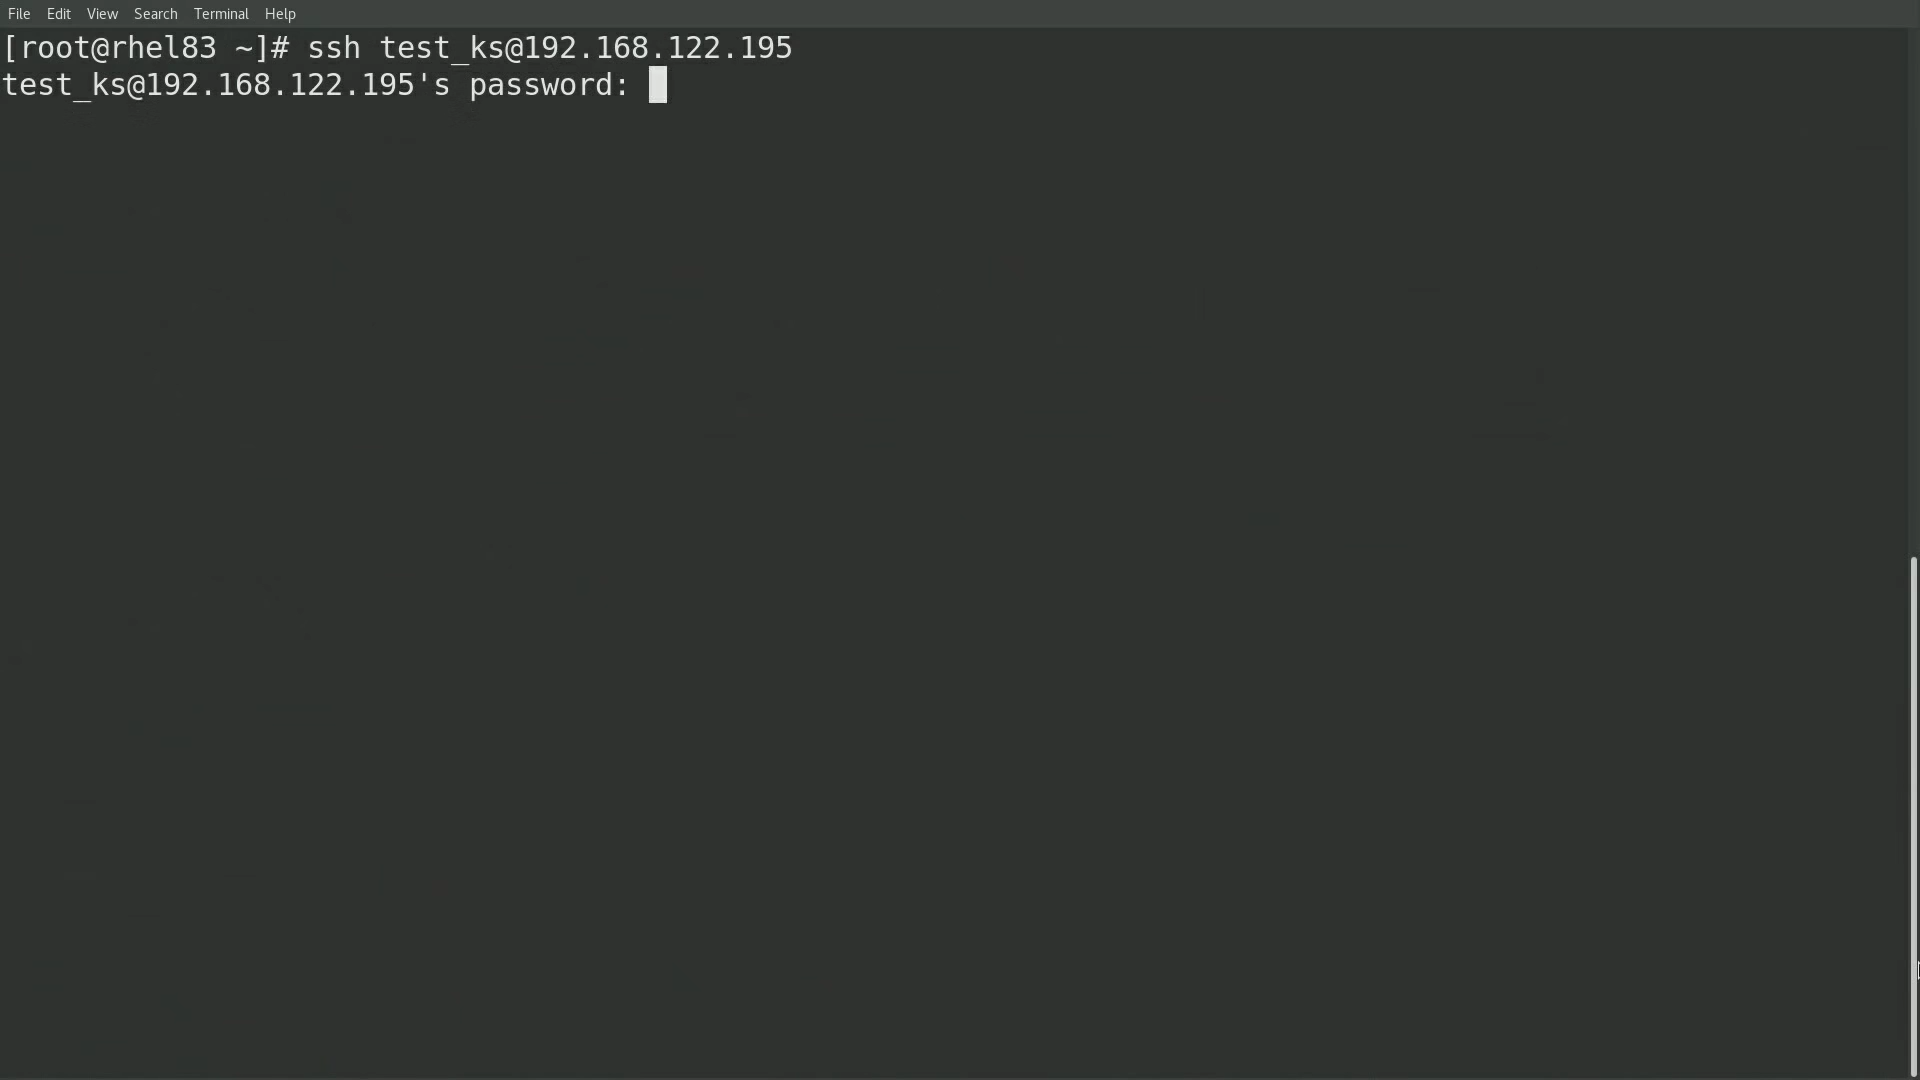 File Edit View Search Terminal Help
[root@rhel83 ~]# ssh test_ks@192.168.122.195
test_ks@192.168.122.195's password: